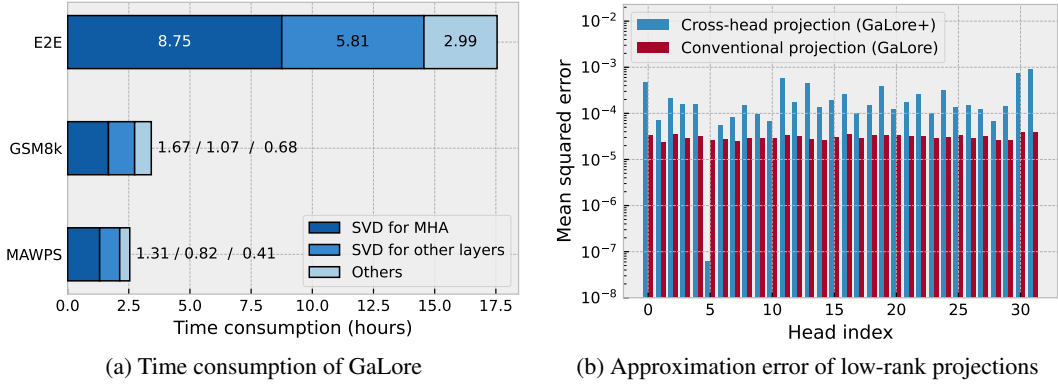 E2E
8.75
5.81
2.99
GSM8k
1.67 / 1.07 / 0.68
MAWPS
1.31 / 0.82 / 0.41
SVD for MHA
SVD for other layers
Others
0.0 2.5 5.0 7.5 10.0 12.5 15.0 17.5
Time consumption (hours)
(a) Time consumption of GaLore
Mean squared error
10⁻²
10⁻³
10⁻⁴
10⁻⁵
10⁻⁶
10⁻⁷
10⁻⁸
Cross-head projection (GaLore+)
Conventional projection (GaLore)
0 5 10 15 20 25 30
Head index
(b) Approximation error of low-rank projections